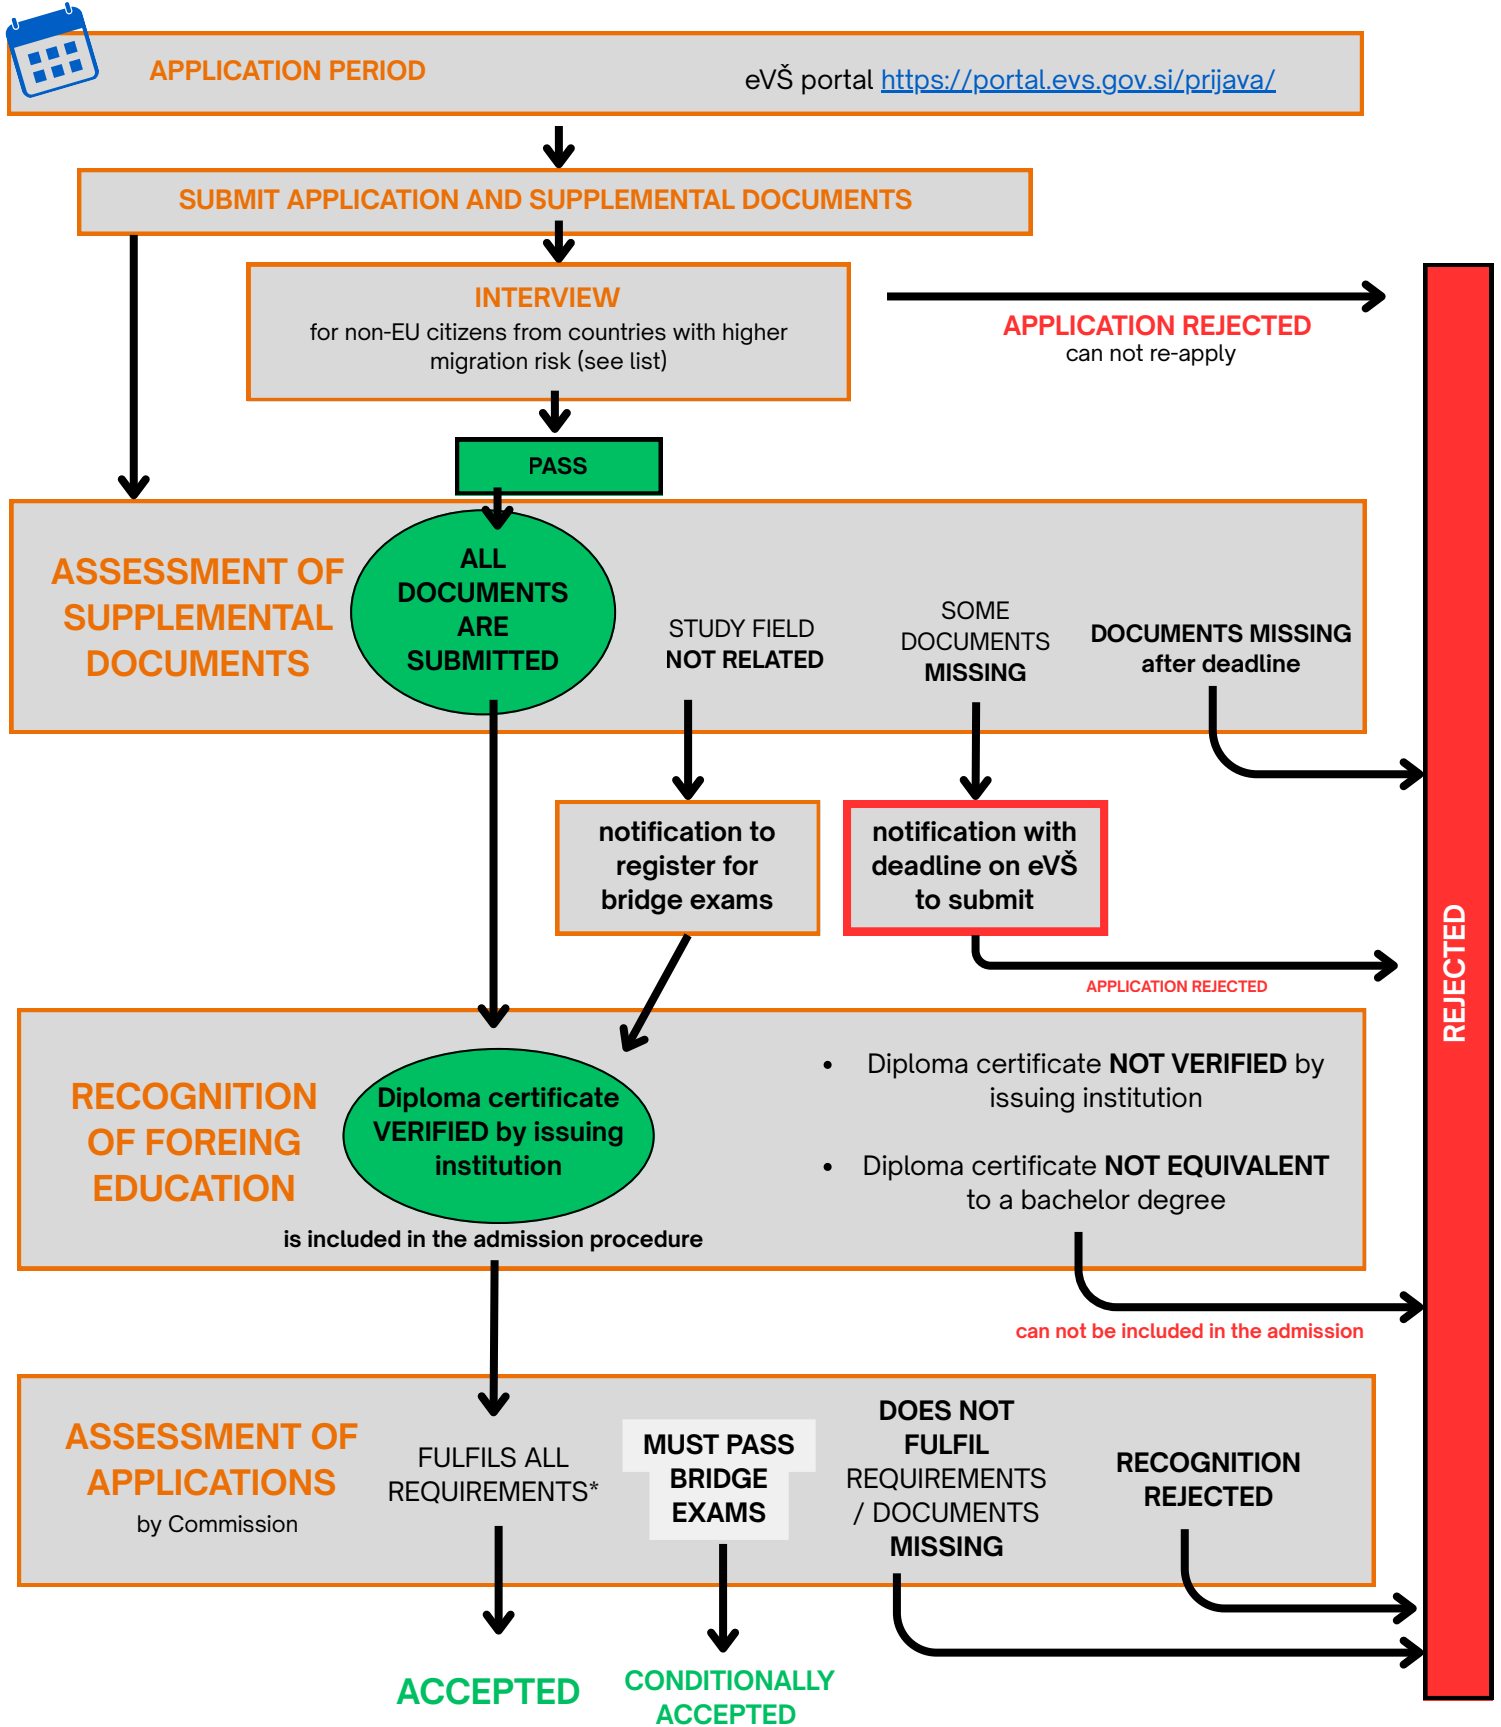 APPLICATION PERIOD
eVŠ portal https://portal.evs.gov.si/prijava/
SUBMIT APPLICATION AND SUPPLEMENTAL DOCUMENTS
INTERVIEW
for non-EU citizens from countries with higher
migration risk (see list)
APPLICATION REJECTED
can not re-apply
PASS
ASSESSMENT OF
SUPPLEMENTAL
DOCUMENTS
ALL
DOCUMENTS
ARE
SUBMITTED
STUDY FIELD
NOT RELATED
SOME
DOCUMENTS
MISSING
DOCUMENTS MISSING
after deadline
notification to
register for
bridge exams
notification with
deadline on eVŠ
to submit
APPLICATION REJECTED
REJECTED
RECOGNITION
OF FOREING
EDUCATION
Diploma certificate
VERIFIED by issuing
institution
is included in the admission procedure
• Diploma certificate NOT VERIFIED by
issuing institution
• Diploma certificate NOT EQUIVALENT
to a bachelor degree
can not be included in the admission
ASSESSMENT OF
APPLICATIONS
by Commission
FULFILS ALL
REQUIREMENTS*
MUST PASS
BRIDGE
EXAMS
DOES NOT
FULFIL
REQUIREMENTS
/ DOCUMENTS
MISSING
RECOGNITION
REJECTED
ACCEPTED
CONDITIONALLY
ACCEPTED